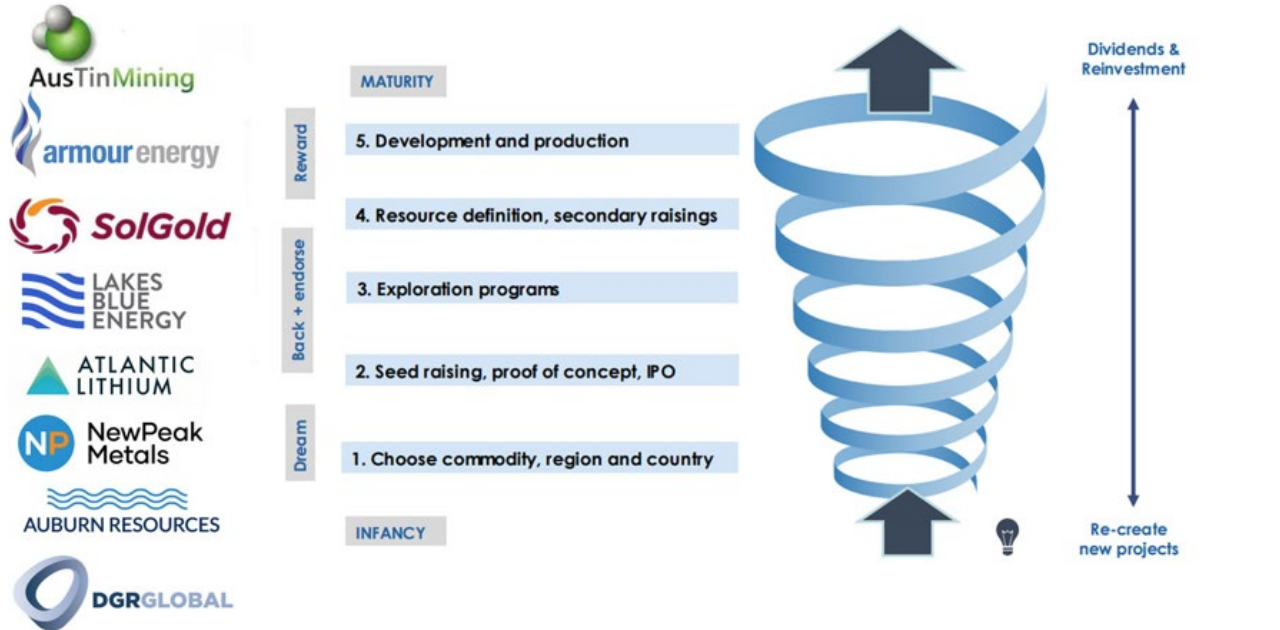 AusTinMining
armour energy
SolGold
LAKES
BLUE
ENERGY
ATLANTIC
LITHIUM
NP
NewPeak
Metals
AUBURN RESOURCES
DGRGLOBAL
Reward
Back + endorse
Dream
MATURITY
5. Development and production
4. Resource definition, secondary raisings
3. Exploration programs
2. Seed raising, proof of concept, IPO
1. Choose commodity, region and country
INFANCY
Dividends &
Reinvestment
Re-create
new projects